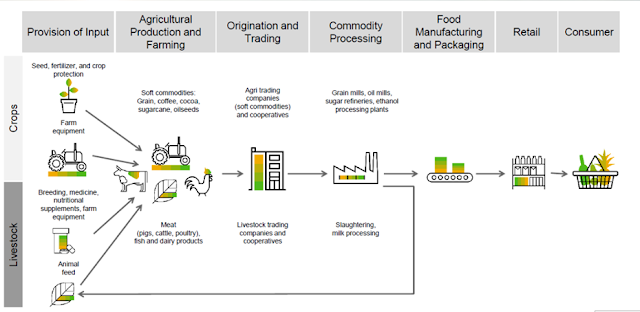 Provision of Input
Agricultural
Production and
Farming
Origination and
Trading
Commodity
Processing
Food
Manufacturing
and Packaging
Retail
Consumer
Crops
Seed, fertilizer, and crop
protection
Farm
equipment
Soft commodities:
Grain, coffee, cocoa,
sugarcane, oilseeds
Agri trading
companies
(soft commodities)
and cooperatives
Grain mills, oil mills,
sugar refineries, ethanol
processing plants
Livestock
Breeding, medicine,
nutritional
supplements, farm
equipment
Animal
feed
Meat
(pigs, cattle, poultry),
fish and dairy products
Livestock trading
companies and
cooperatives
Slaughtering,
milk processing